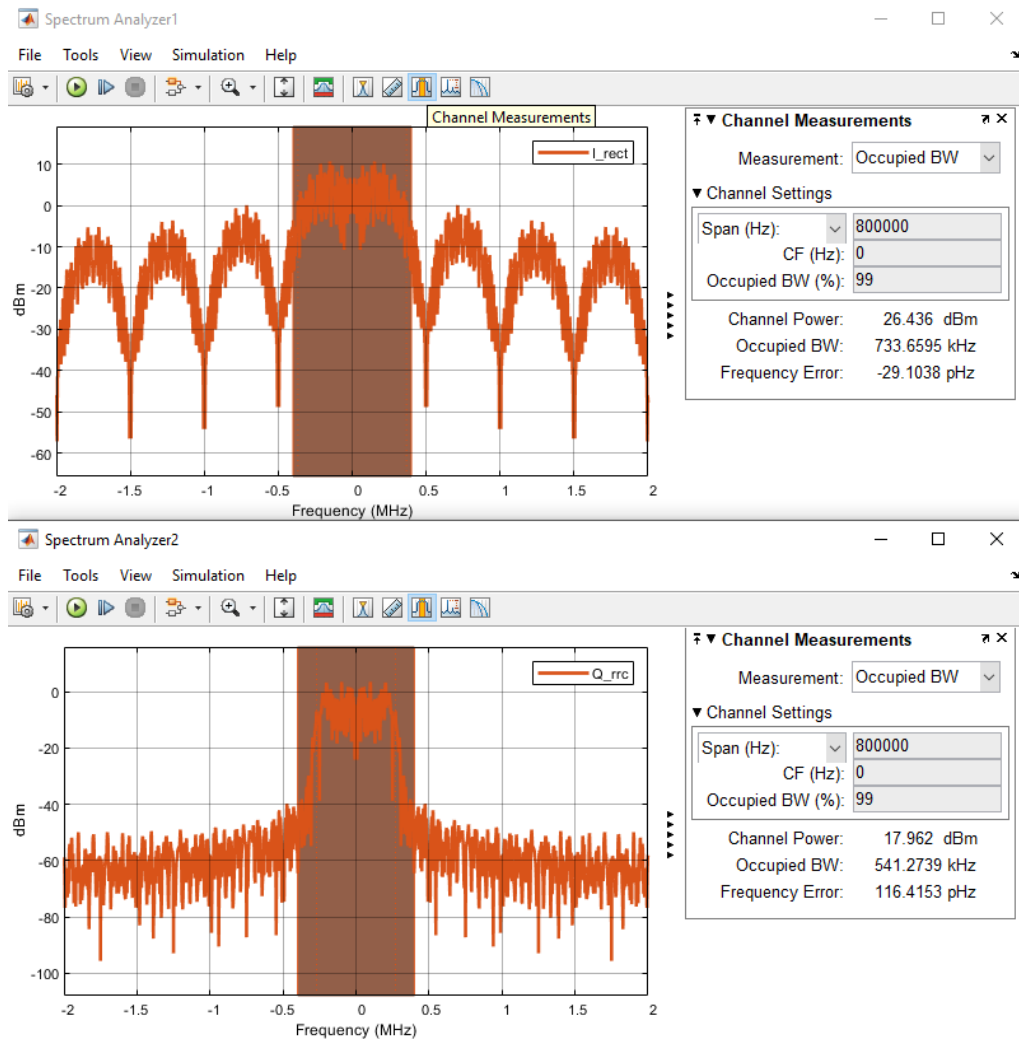 Spectrum Analyzer1
File Tools View Simulation Help
Channel Measurements
I_rect
10
0
-10
-20
-30
-40
-50
-60
dBm
-2 -1.5 -1 -0.5 0 0.5 1 1.5 2
Frequency (MHz)
Channel Measurements
Measurement: Occupied BW
Channel Settings
Span (Hz): 800000
CF (Hz): 0
Occupied BW (%): 99
Channel Power: 26.436 dBm
Occupied BW: 733.6595 kHz
Frequency Error: -29.1038 pHz
Spectrum Analyzer2
File Tools View Simulation Help
Q_rrc
0
-20
-40
-60
-80
-100
dBm
-2 -1.5 -1 -0.5 0 0.5 1 1.5 2
Frequency (MHz)
Channel Measurements
Measurement: Occupied BW
Channel Settings
Span (Hz): 800000
CF (Hz): 0
Occupied BW (%): 99
Channel Power: 17.962 dBm
Occupied BW: 541.2739 kHz
Frequency Error: 116.4153 pHz